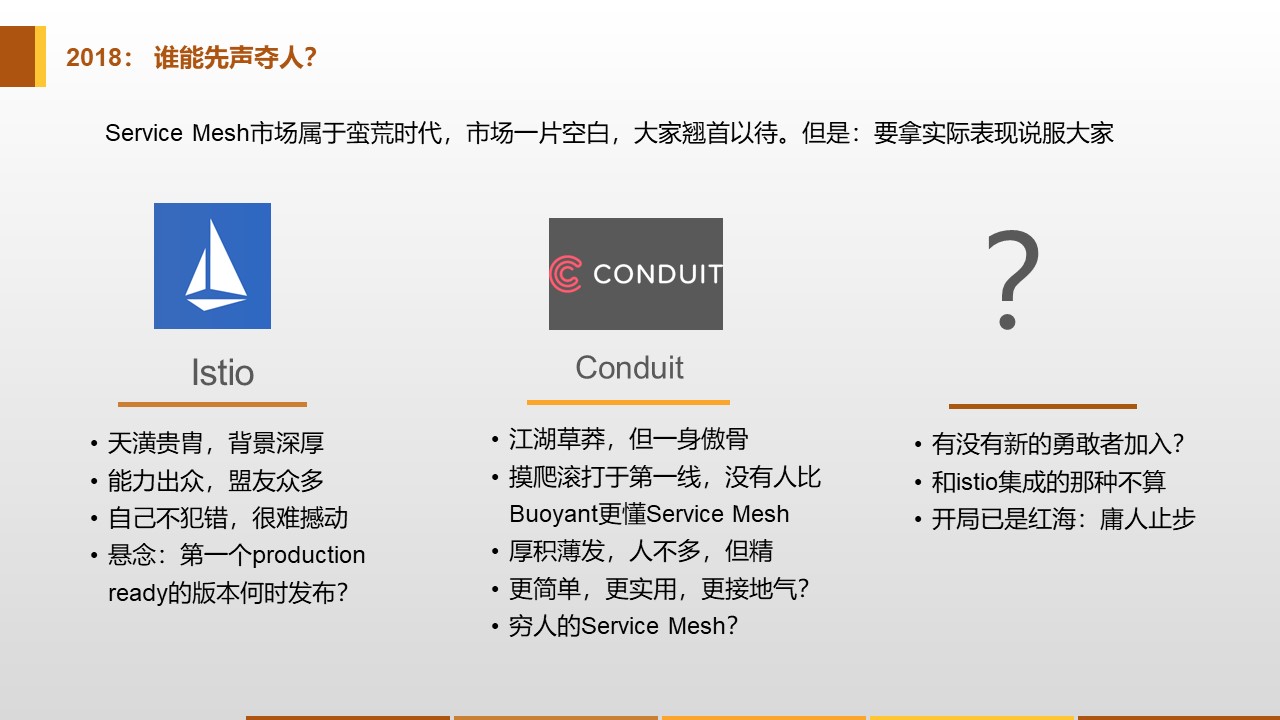 2018： 谁能先声夺人？
Service Mesh市场属于蛮荒时代，市场一片空白，大家翘首以待。但是：要拿实际表现说服大家
CONDUIT
?
Istio
Conduit
• 天潢贵胄，背景深厚
• 能力出众，盟友众多
• 自己不犯错，很难撼动
• 悬念：第一个production
ready的版本何时发布？
• 江湖草莽，但一身傲骨
• 摸爬滚打于第一线，没有人比
Buoyant更懂Service Mesh
• 厚积薄发，人不多，但精
• 更简单，更实用，更接地气？
• 穷人的Service Mesh？
• 有没有新的勇敢者加入？
• 和istio集成的那种不算
• 开局已是红海：庸人止步